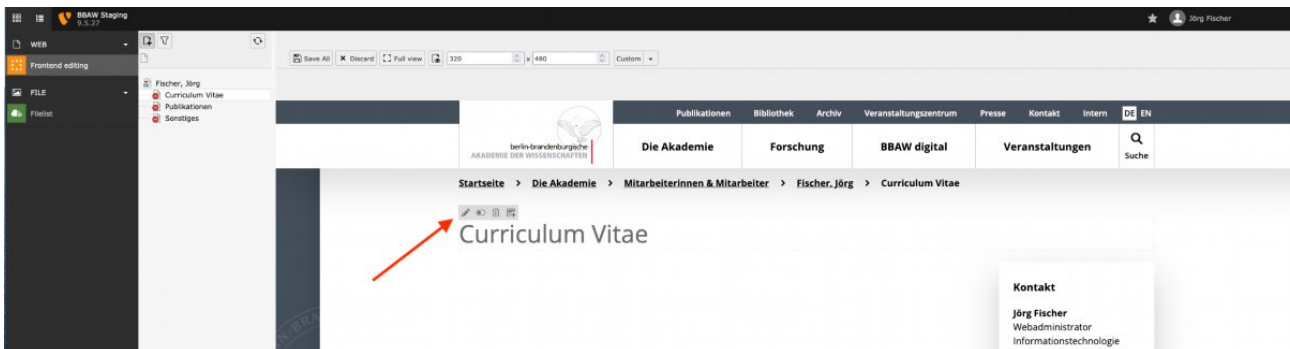 BBAW Staging
9.5.27
Jörg Fischer
WEB
Frontend editing
FILE
Filelist
Fischer, Jörg
Curriculum Vitae
Publikationen
Sonstiges
Save All Discard Full view 320 x 480 Custom
Publikationen Bibliothek Archiv Veranstaltungszentrum Presse Kontakt Intern DE EN
berlin-brandenburgische
AKADEMIE DER WISSENSCHAFTEN
Die Akademie Forschung BBAW digital Veranstaltungen Suche
Startseite > Die Akademie > Mitarbeiterinnen & Mitarbeiter > Fischer, Jörg > Curriculum Vitae
Curriculum Vitae
Kontakt
Jörg Fischer
Webadministrator
Informationstechnologie